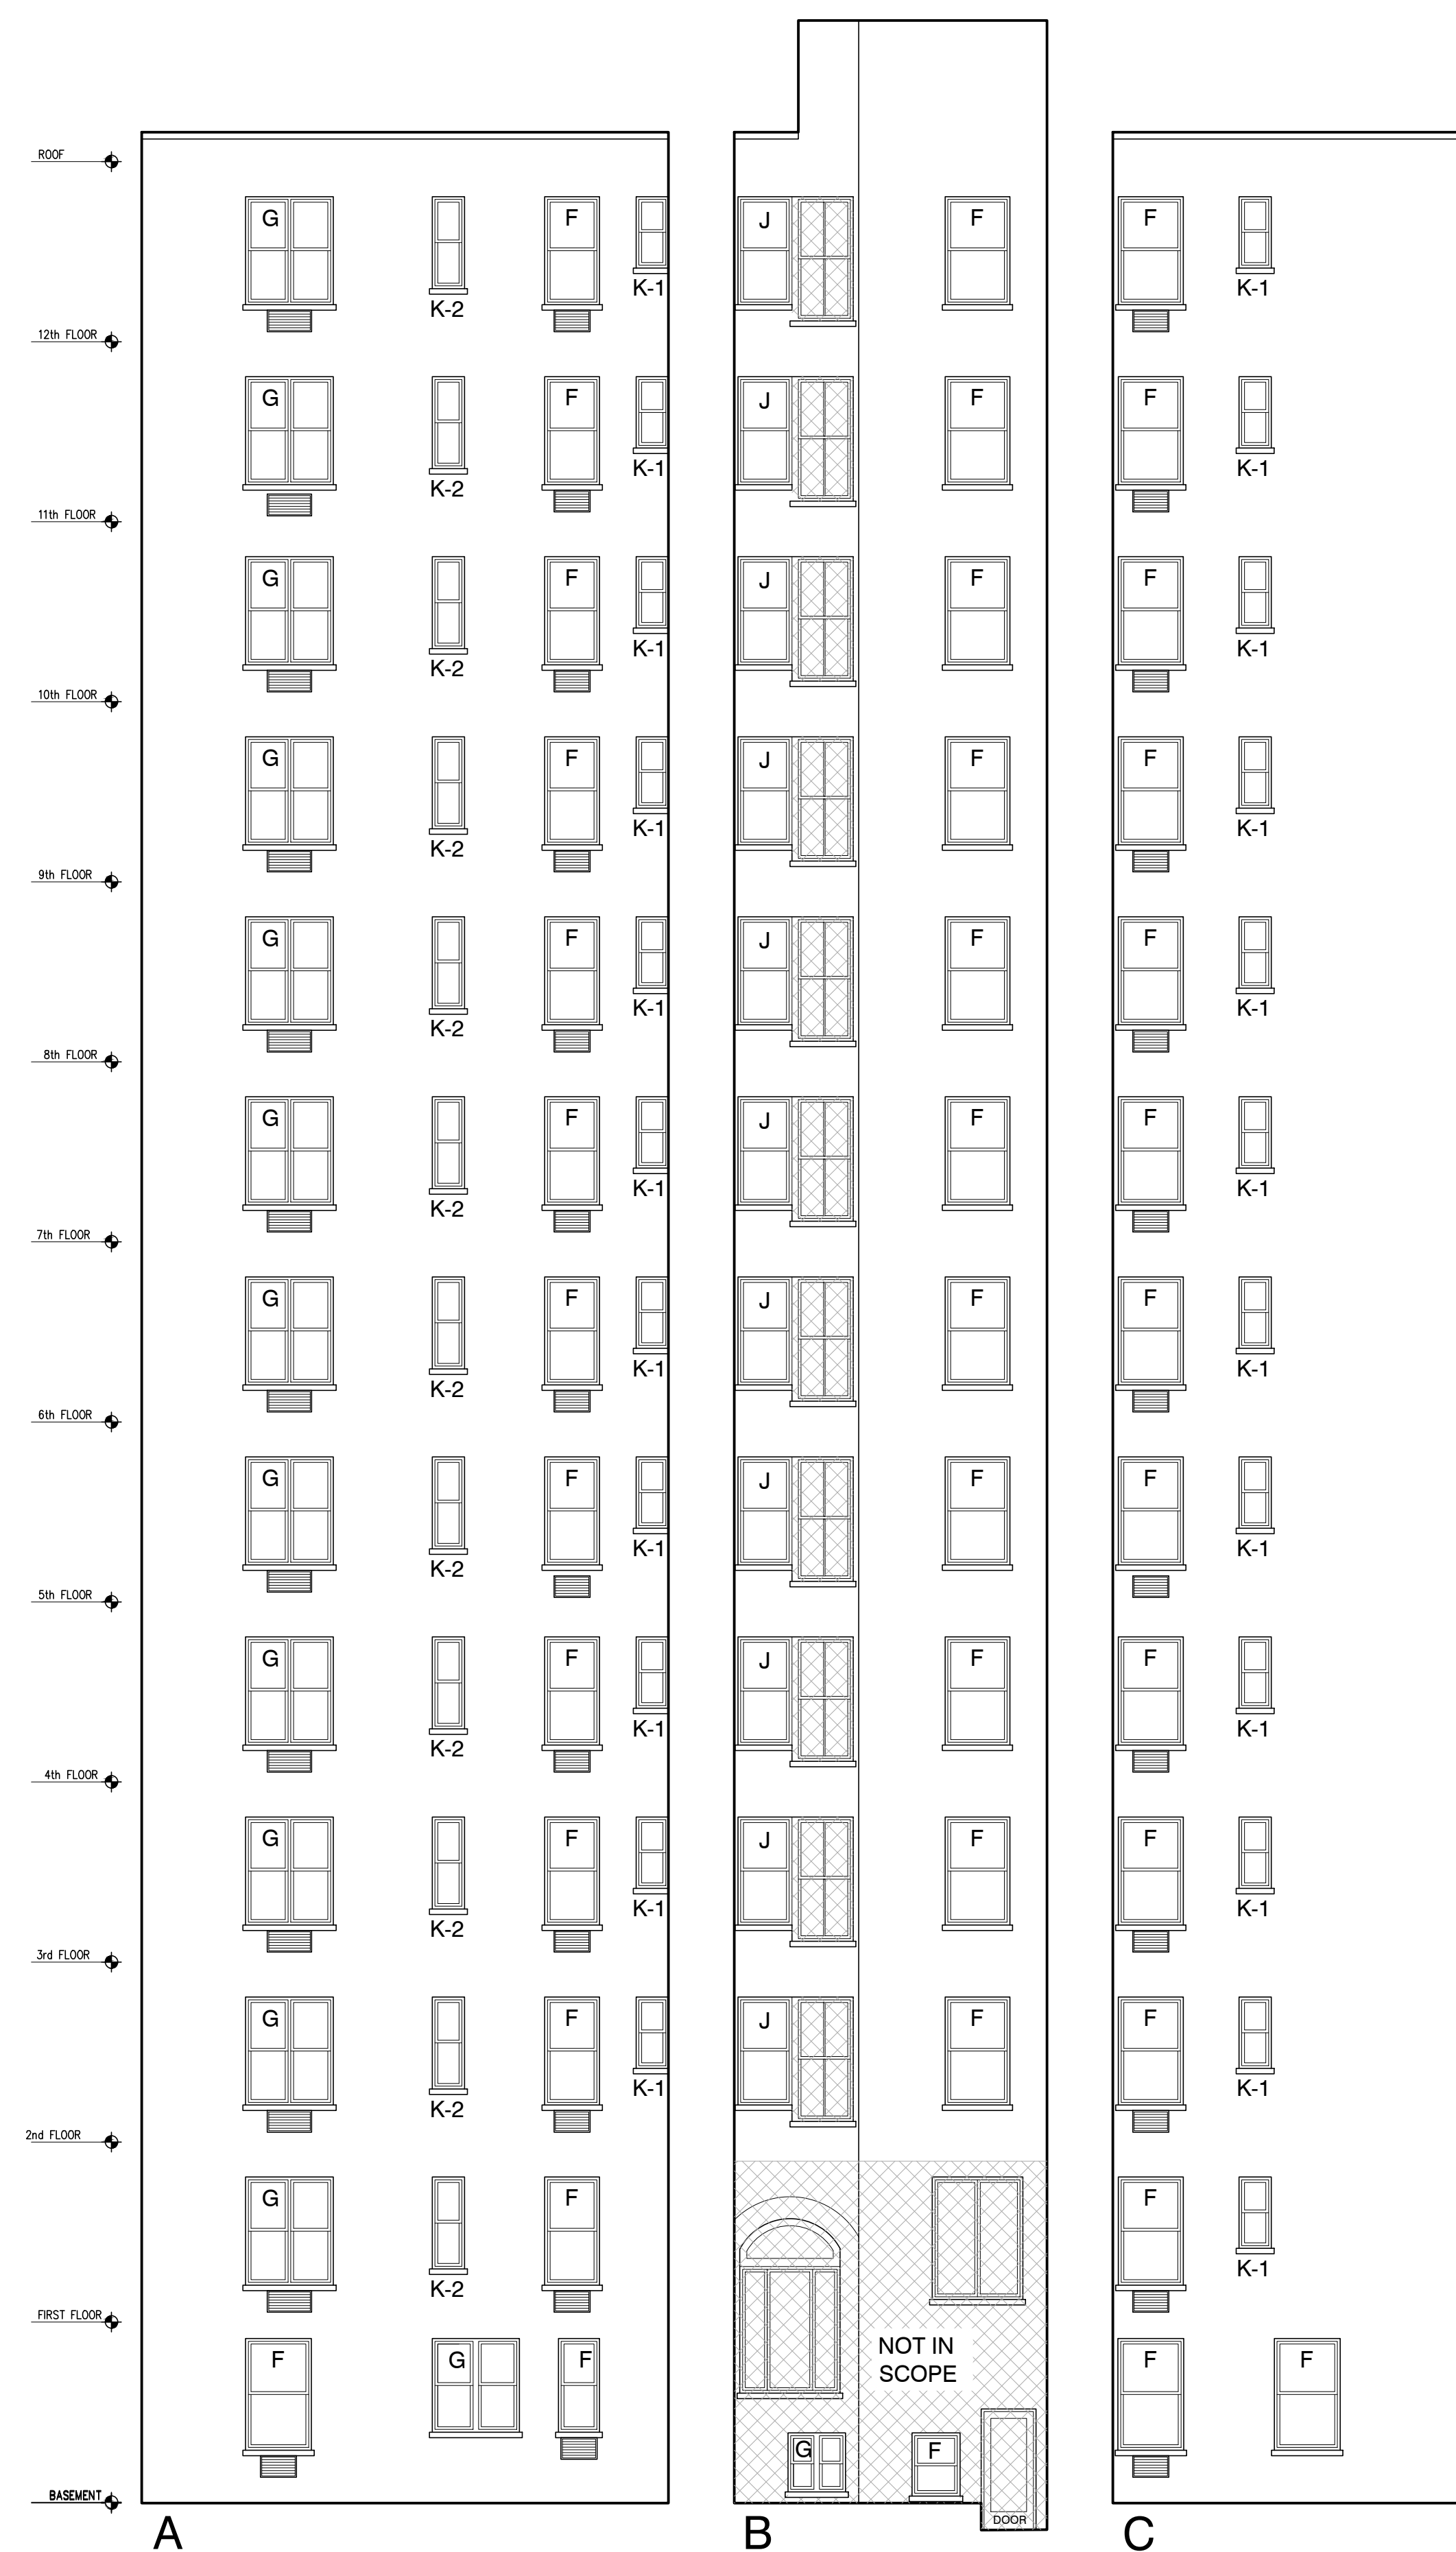 ROOF
G F J F F
K-2 K-1 K-1
12th FLOOR
G F J F F
K-2 K-1 K-1
11th FLOOR
G F J F F
K-2 K-1 K-1
10th FLOOR
G F J F F
K-2 K-1 K-1
9th FLOOR
G F J F F
K-2 K-1 K-1
8th FLOOR
G F J F F
K-2 K-1 K-1
7th FLOOR
G F J F F
K-2 K-1 K-1
6th FLOOR
G F J F F
K-2 K-1 K-1
5th FLOOR
G F J F F
K-2 K-1 K-1
4th FLOOR
G F J F F
K-2 K-1 K-1
3rd FLOOR
G F J F F
K-2 K-1 K-1
2nd FLOOR
G F F
K-2 K-1
FIRST FLOOR
NOT IN
SCOPE
F G F F F
G F
BASEMENT
DOOR
A B C